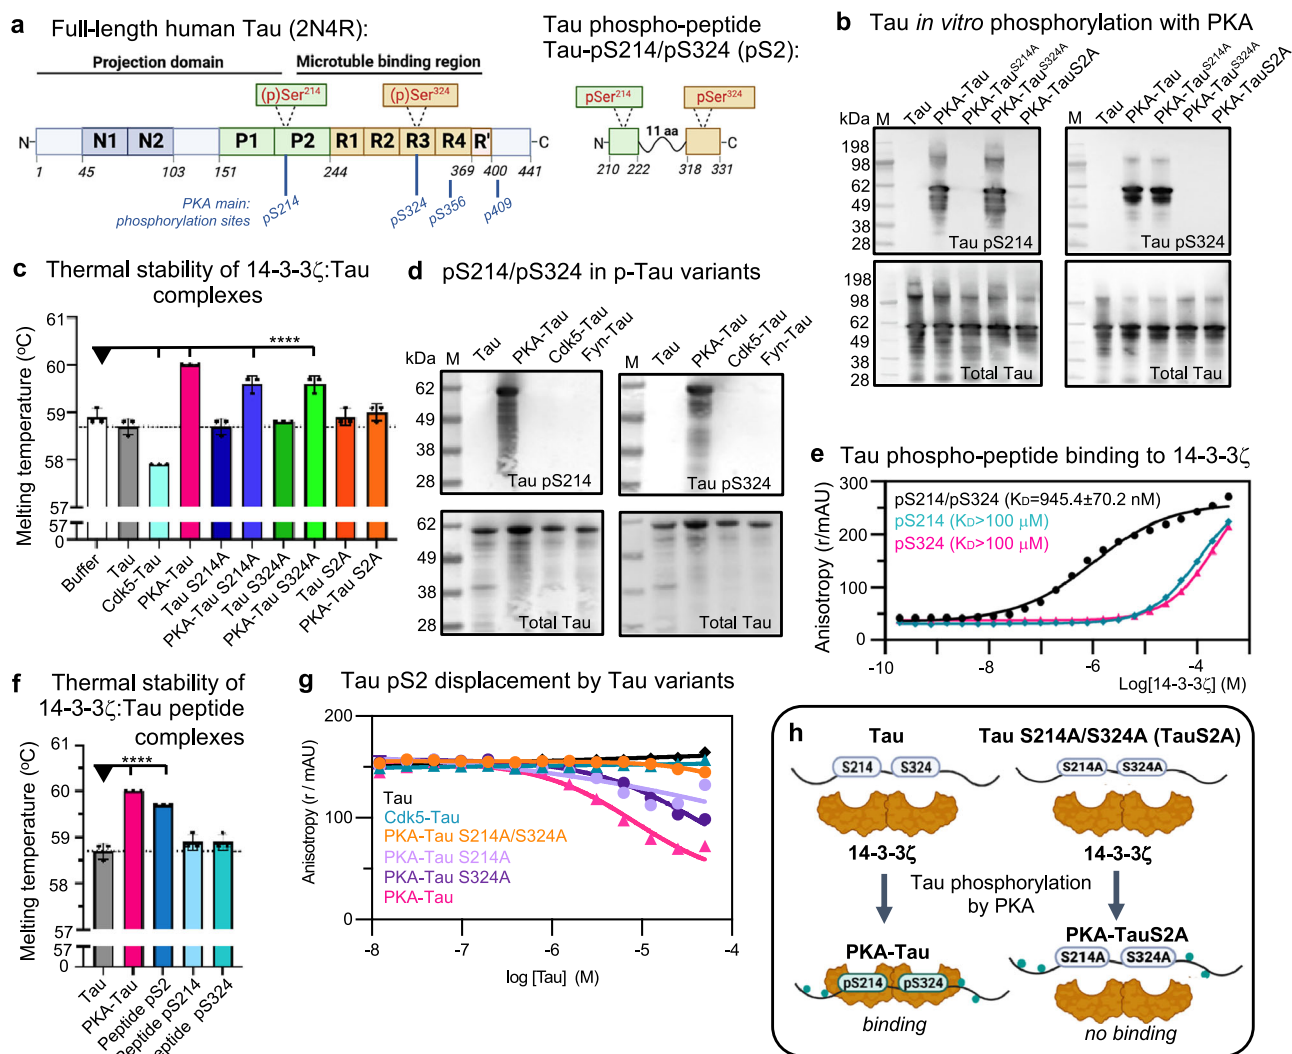 a Full-length human Tau (2N4R):
Projection domain
Microtuble binding region
(p)Ser214
(p)Ser324
N- N1 N2 P1 P2 R1 R2 R3 R4 R' -C
1 45 103 151 244 369 400 441
PKA main:
phosphorylation sites
pS214 pS324 pS356 p409
Tau phospho-peptide
Tau-pS214/pS324 (pS2):
pSer214
pSer324
N- 11 aa -C
210 222 318 331
b Tau in vitro phosphorylation with PKA
kDa M Tau PKA-Tau PKA-TauS214A PKA-TauS324A PKA-TauS2A
198
98
62
49
38
28
Tau pS214
198
98
62
49
38
28
Total Tau
M Tau PKA-Tau PKA-TauS214A PKA-TauS324A PKA-TauS2A
Tau pS324
Total Tau
c Thermal stability of 14-3-3ζ:Tau
complexes
Melting temperature (ºC)
61
60
59
58
57
57
0
****
Buffer
Tau
Cdk5-Tau
PKA-Tau
Tau S214A
PKA-Tau S214A
Tau S324A
PKA-Tau S324A
Tau S2A
PKA-Tau S2A
d pS214/pS324 in p-Tau variants
kDa M Tau PKA-Tau Cdk5-Tau Fyn-Tau
62
49
38
28
Tau pS214
62
49
38
28
Total Tau
M Tau PKA-Tau Cdk5-Tau Fyn-Tau
Tau pS324
Total Tau
e Tau phospho-peptide binding to 14-3-3ζ
Anisotropy (r/mAU)
300
200
100
0
pS214/pS324 (KD=945.4±70.2 nM)
pS214 (KD>100 μM)
pS324 (KD>100 μM)
-10 -8 -6 -4
Log[14-3-3ζ] (M)
f Thermal stability of
14-3-3ζ:Tau peptide
complexes
Melting temperature (ºC)
61
60
59
58
57
57
0
****
Tau
PKA-Tau
Peptide pS2
Peptide pS214
Peptide pS324
g Tau pS2 displacement by Tau variants
Anisotropy (r / mAU)
200
100
0
Tau
Cdk5-Tau
PKA-Tau S214A/S324A
PKA-Tau S214A
PKA-Tau S324A
PKA-Tau
-8 -7 -6 -5 -4
log [Tau] (M)
h Tau
Tau S214A/S324A (TauS2A)
S214 S324
S214A S324A
14-3-3ζ
14-3-3ζ
Tau phosphorylation
by PKA
PKA-Tau
PKA-TauS2A
pS214 pS324
S214A S324A
binding
no binding